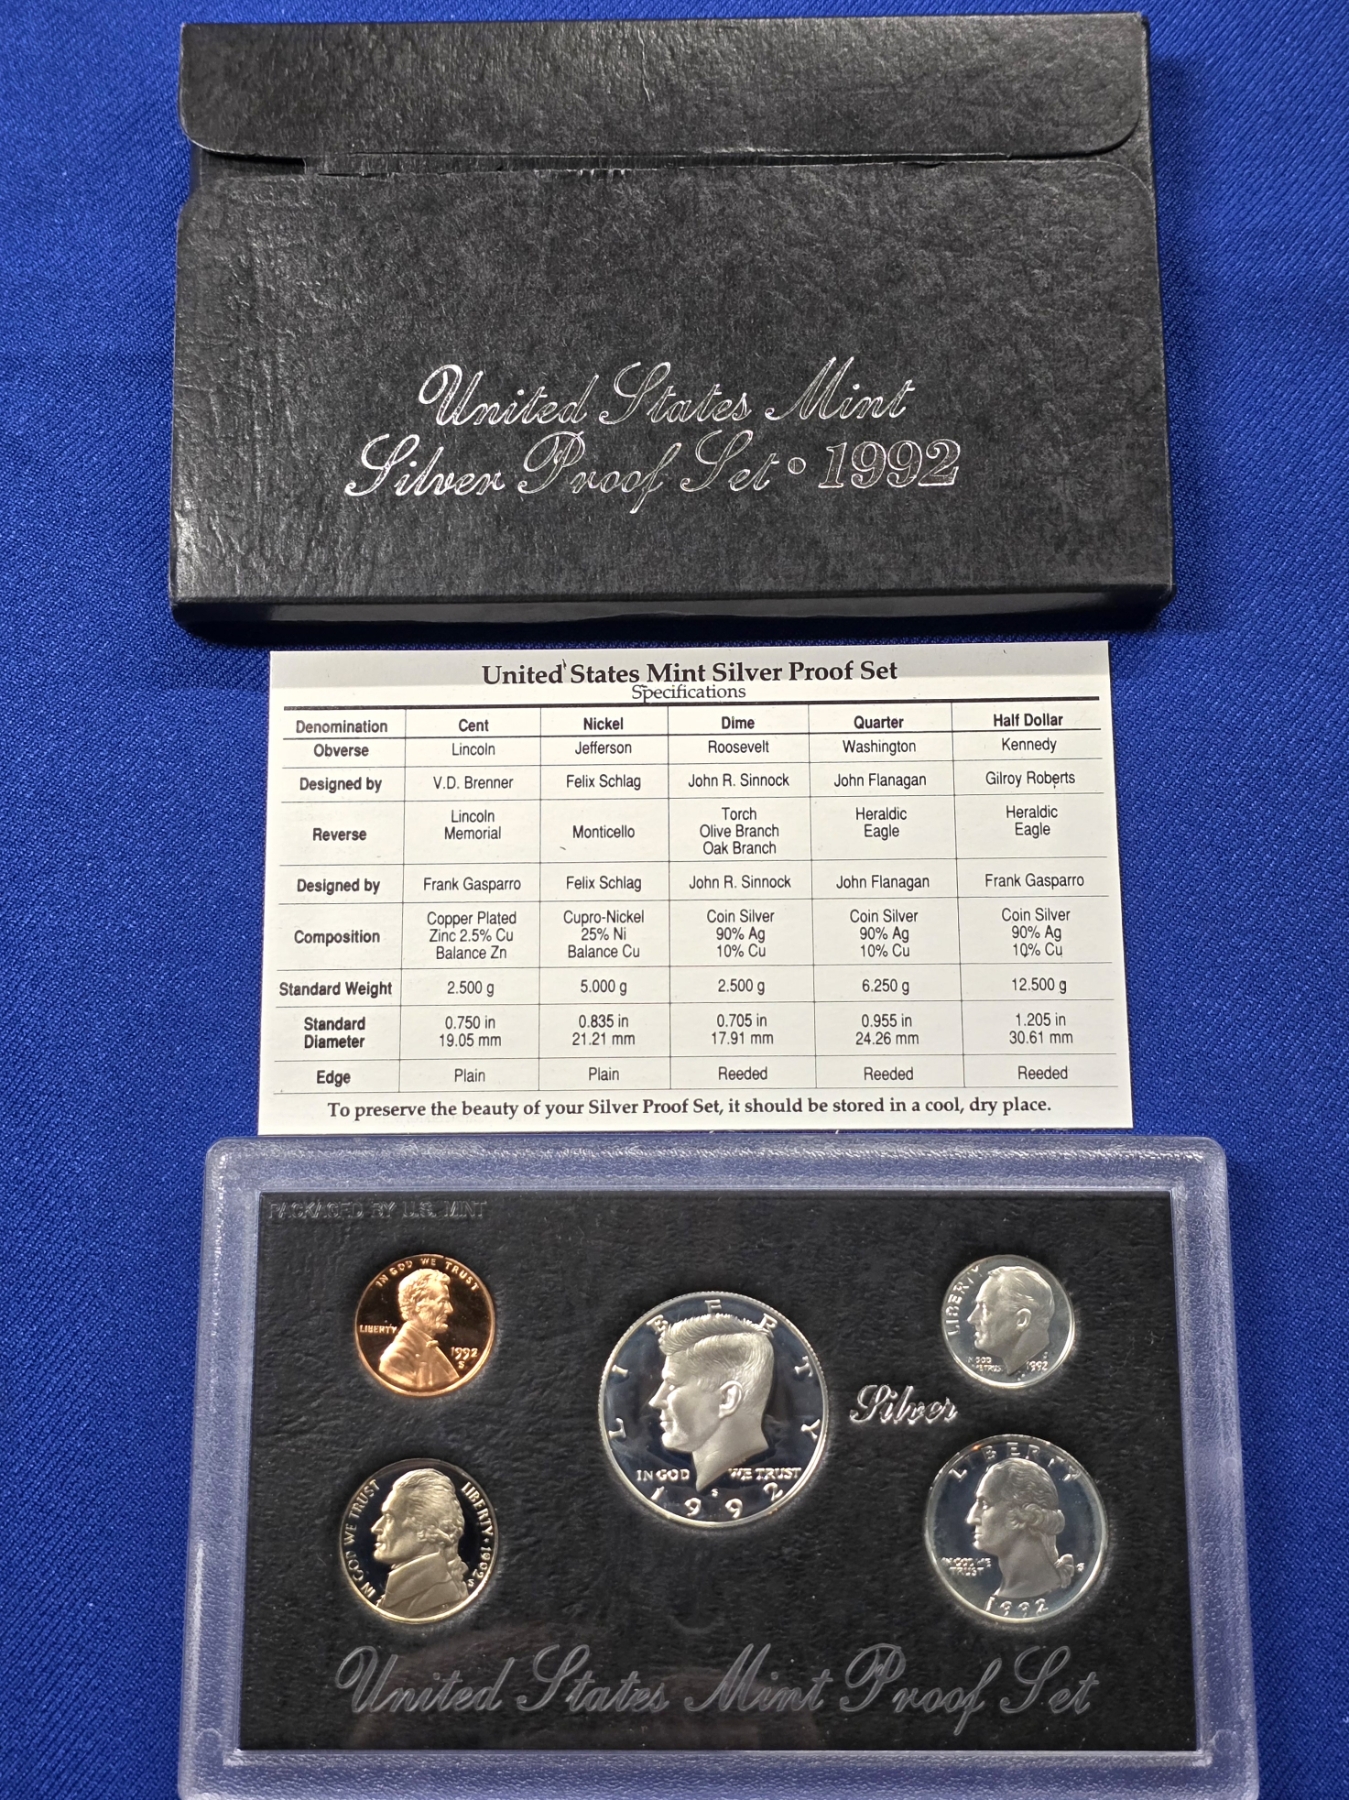 United States Mint
Silver Proof Set • 1992
United States Mint Silver Proof Set
Specifications
Denomination Cent Nickel Dime Quarter Half Dollar
Obverse Lincoln Jefferson Roosevelt Washington Kennedy
Designed by V.D. Brenner Felix Schlag John R. Sinnock John Flanagan Gilroy Roberts
Reverse Lincoln Memorial Monticello Torch Olive Branch Oak Branch Heraldic Eagle Heraldic Eagle
Designed by Frank Gasparro Felix Schlag John R. Sinnock John Flanagan Frank Gasparro
Composition Copper Plated Zinc 2.5% Cu Balance Zn Cupro-Nickel 25% Ni Balance Cu Coin Silver 90% Ag 10% Cu Coin Silver 90% Ag 10% Cu Coin Silver 90% Ag 10% Cu
Standard Weight 2.500 g 5.000 g 2.500 g 6.250 g 12.500 g
Standard Diameter 0.750 in 19.05 mm 0.835 in 21.21 mm 0.705 in 17.91 mm 0.955 in 24.26 mm 1.205 in 30.61 mm
Edge Plain Plain Reeded Reeded Reeded
To preserve the beauty of your Silver Proof Set, it should be stored in a cool, dry place.
PACKAGED BY U.S. MINT
IN GOD WE TRUST
LIBERTY
1992
S
LIBERTY
IN GOD WE TRUST
S
1992
LIBERTY
IN GOD
WE TRUST
S
1992
Silver
IN GOD WE TRUST
LIBERTY • 1992
S
LIBERTY
IN GOD WE
TRUST
S
1992
United States Mint Proof Set